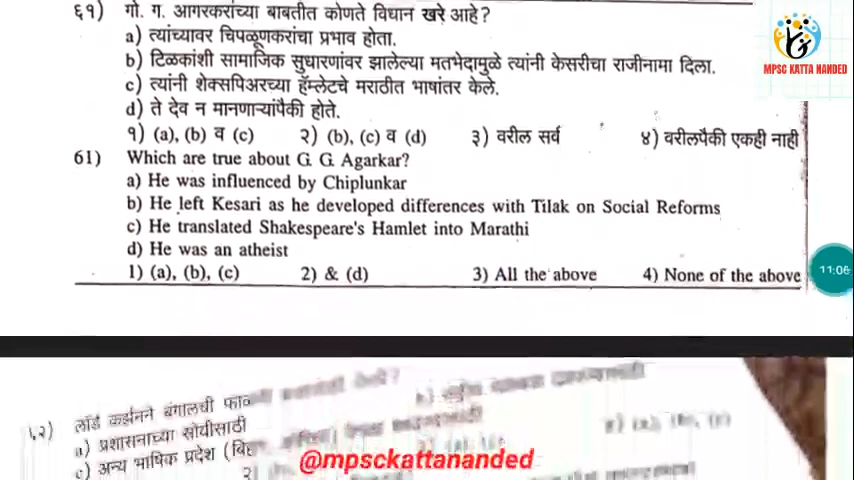 ६१) गो. ग. आगरकरांच्या बाबतीत कोणते विधान खरे आहे?
a) त्यांच्यावर चिपळूणकरांचा प्रभाव होता.
b) टिळकांशी सामाजिक सुधारणांवर झालेल्या मतभेदामुळे त्यांनी केसरीचा राजीनामा दिला.
c) त्यांनी शेक्सपिअरच्या हॅम्लेटचे मराठीत भाषांतर केले.
d) ते देव न मानणाऱ्यांपैकी होते.
१) (a), (b) व (c) २) (b), (c) व (d) ३) वरील सर्व ४) वरीलपैकी एकही नाही
61) Which are true about G. G. Agarkar?
a) He was influenced by Chiplunkar
b) He left Kesari as he developed differences with Tilak on Social Reforms
c) He translated Shakespeare's Hamlet into Marathi
d) He was an atheist
1) (a), (b), (c) 2) & (d) 3) All the above 4) None of the above
MPSC KATTA NANDED
11:06
लॉर्ड कर्झनने बंगालची
a) प्रशासनाच्या सोयीसाठी
c) अन्य भाषिक प्रदेश
@mpsckattananded